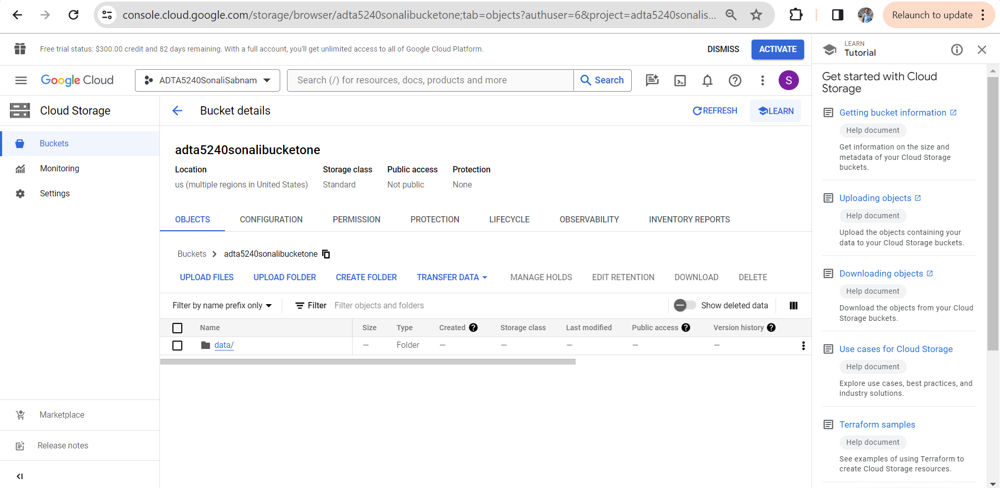 console.cloud.google.com/storage/browser/adta5240sonalibucketone;tab=objects?authuser=6&project=adta5240sonalis...
Relaunch to update
Free trial status: $300.00 credit and 82 days remaining. With a full account, you'll get unlimited access to all of Google Cloud Platform.
DISMISS
ACTIVATE
LEARN
Tutorial
Google Cloud
ADTA5240SonaliSabnam
Search (/) for resources, docs, products and more
Search
S
Cloud Storage
Buckets
Monitoring
Settings
Marketplace
Release notes
Bucket details
REFRESH
LEARN
adta5240sonalibucketone
Location Storage class Public access Protection
us (multiple regions in United States) Standard Not public None
OBJECTS CONFIGURATION PERMISSION PROTECTION LIFECYCLE OBSERVABILITY INVENTORY REPORTS
Buckets > adta5240sonalibucketone
UPLOAD FILES UPLOAD FOLDER CREATE FOLDER TRANSFER DATA MANAGE HOLDS EDIT RETENTION DOWNLOAD DELETE
Filter by name prefix only Filter Filter objects and folders Show deleted data
Name Size Type Created Storage class Last modified Public access Version history
data/ — Folder — — — — —
Get started with Cloud
Storage
Getting bucket information
Help document
Get information on the size and
metadata of your Cloud Storage
buckets.
Uploading objects
Help document
Upload the objects containing your
data to your Cloud Storage buckets.
Downloading objects
Help document
Download the objects from your Cloud
Storage buckets.
Use cases for Cloud Storage
Help document
Explore use cases, best practices, and
industry solutions.
Terraform samples
Help document
See examples of using Terraform to
create Cloud Storage resources.